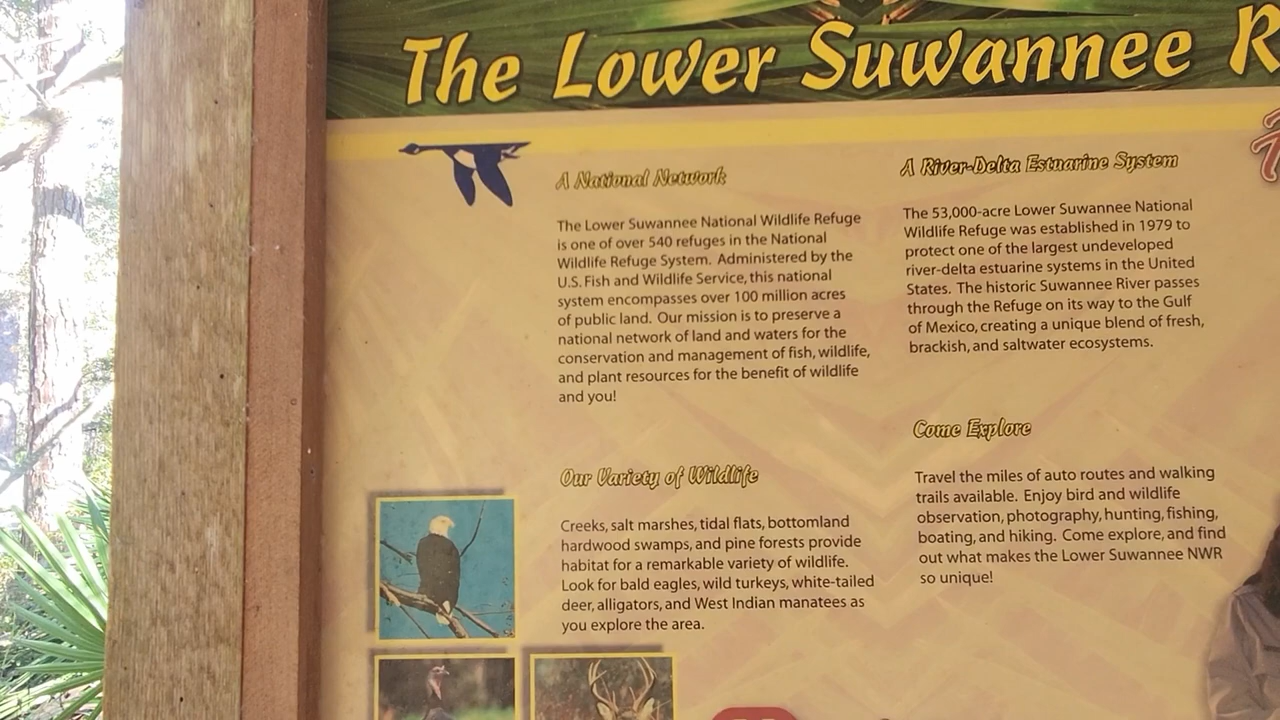 The Lower Suwannee R
A National Network
The Lower Suwannee National Wildlife Refuge
is one of over 540 refuges in the National
Wildlife Refuge System. Administered by the
U.S. Fish and Wildlife Service, this national
system encompasses over 100 million acres
of public land. Our mission is to preserve a
national network of land and waters for the
conservation and management of fish, wildlife,
and plant resources for the benefit of wildlife
and you!
Our Variety of Wildlife
Creeks, salt marshes, tidal flats, bottomland
hardwood swamps, and pine forests provide
habitat for a remarkable variety of wildlife.
Look for bald eagles, wild turkeys, white-tailed
deer, alligators, and West Indian manatees as
you explore the area.
A River-Delta Estuarine System
The 53,000-acre Lower Suwannee National
Wildlife Refuge was established in 1979 to
protect one of the largest undeveloped
river-delta estuarine systems in the United
States. The historic Suwannee River passes
through the Refuge on its way to the Gulf
of Mexico, creating a unique blend of fresh,
brackish, and saltwater ecosystems.
Come Explore
Travel the miles of auto routes and walking
trails available. Enjoy bird and wildlife
observation, photography, hunting, fishing,
boating, and hiking. Come explore, and find
out what makes the Lower Suwannee NWR
so unique!